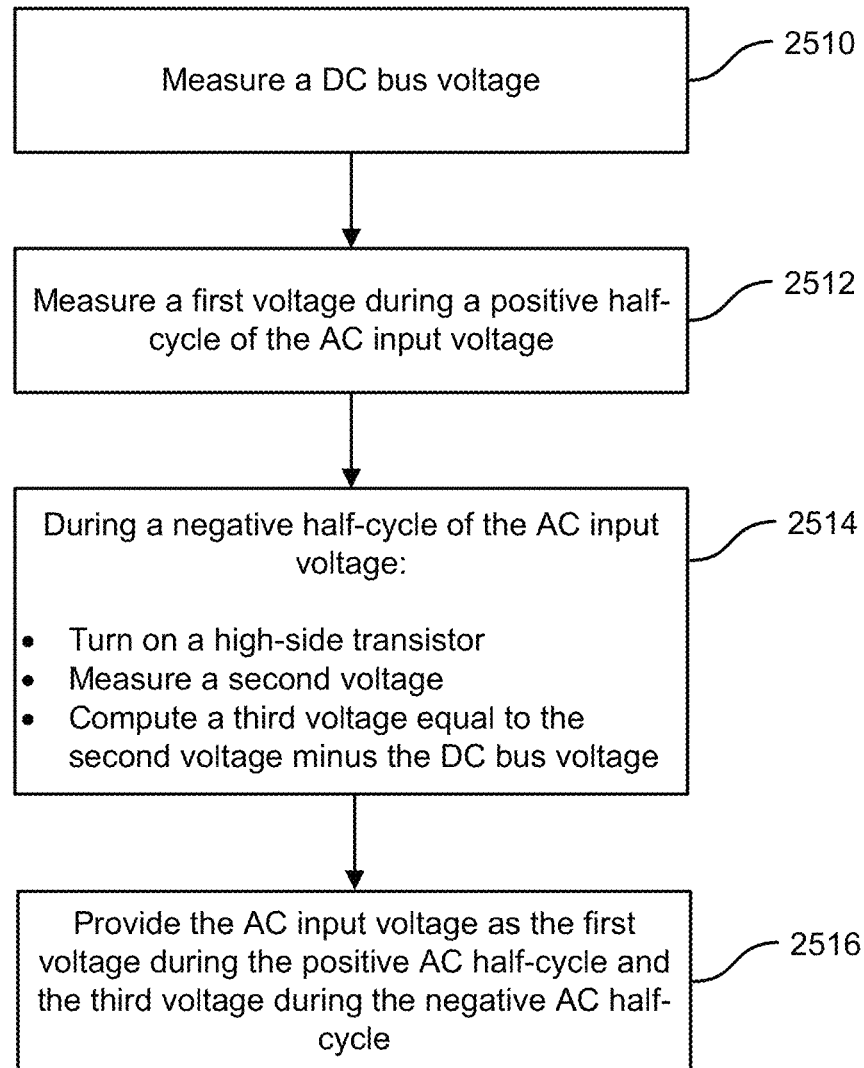 Measure a DC bus voltage
2510
Measure a first voltage during a positive half-
cycle of the AC input voltage
2512
During a negative half-cycle of the AC input
voltage:
• Turn on a high-side transistor
• Measure a second voltage
• Compute a third voltage equal to the
second voltage minus the DC bus voltage
2514
Provide the AC input voltage as the first
voltage during the positive AC half-cycle and
the third voltage during the negative AC half-
cycle
2516